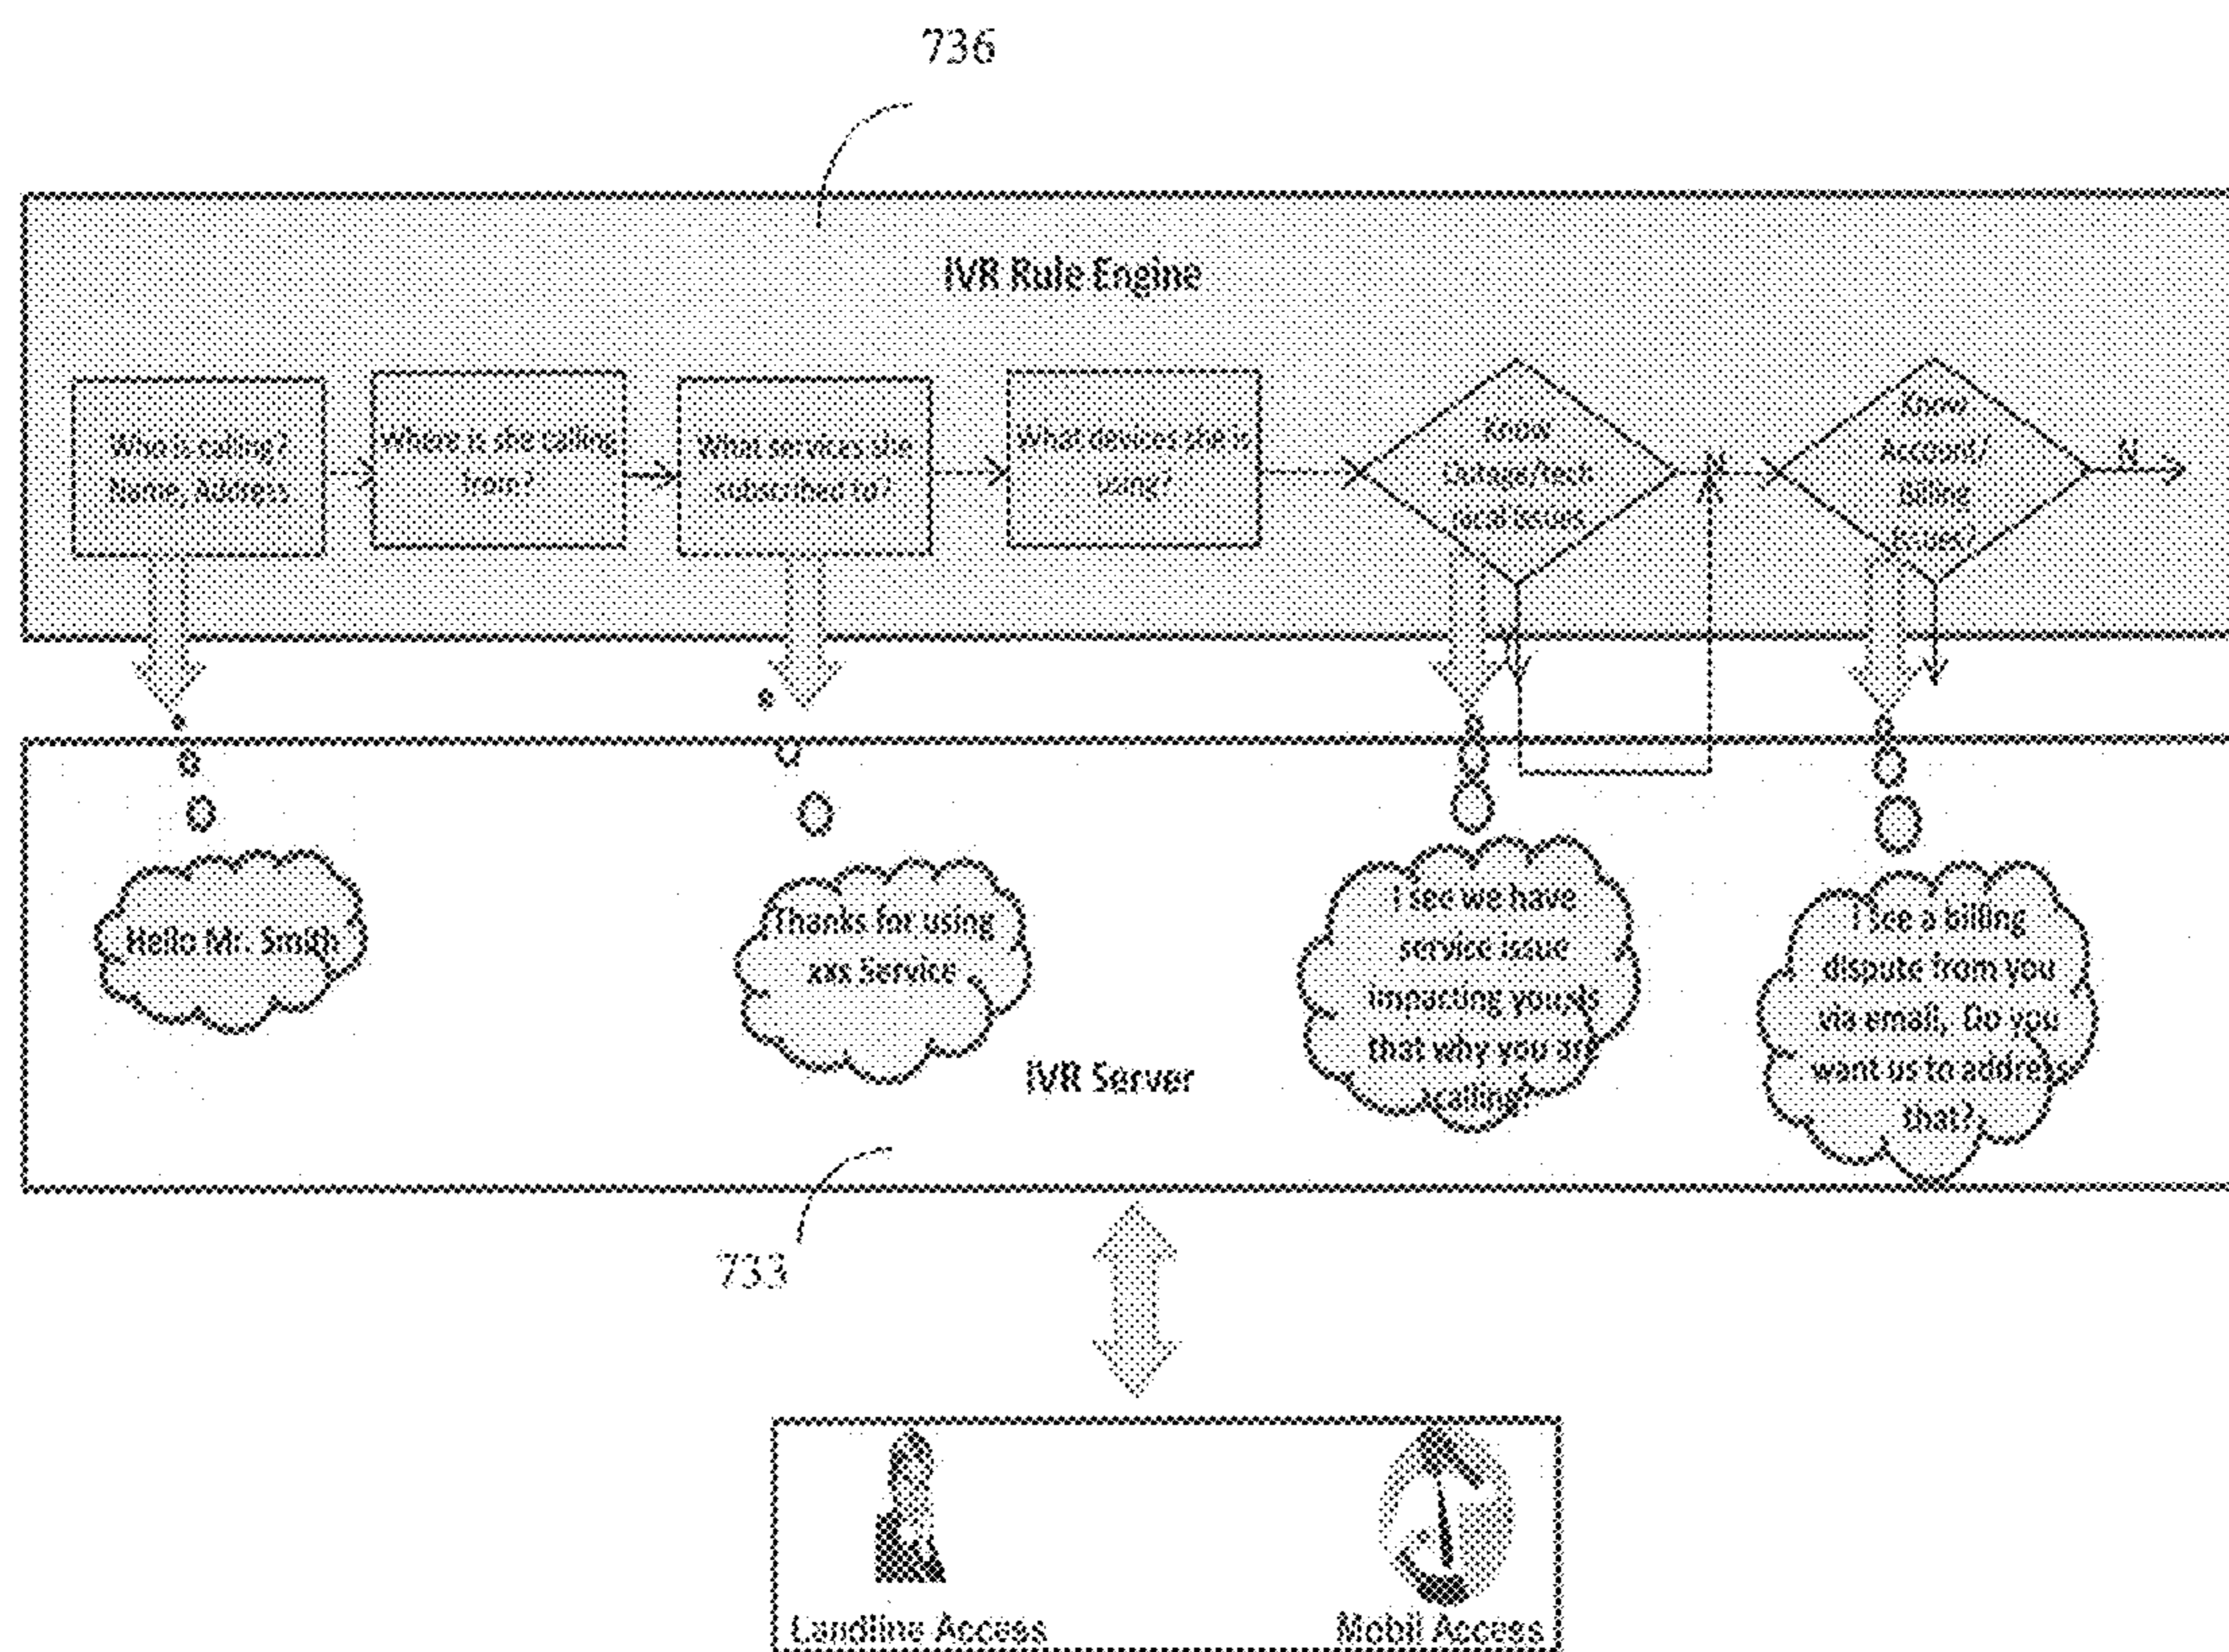 736
IVR Rule Engine
Who is calling?
Name, Address
Where is she calling
from?
What services she
subscribed to?
What devices she is
using?
Know
Outage/Tech
local issues
N
Know
Account/
Billing
Issues?
N
Y
Hello Mr. Smith
Thanks for using
xxs Service
I see we have
service issue
impacting you,
that why you are
calling
I see a billing
dispute from you
via email, Do you
want us to address
that?
IVR Server
733
Landline Access
Mobil Access